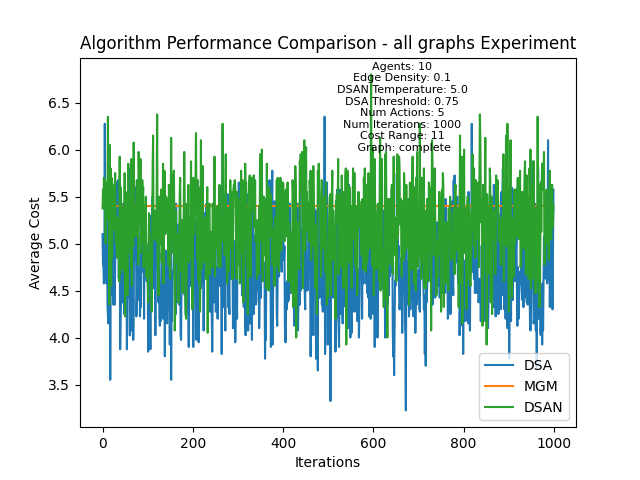 Algorithm Performance Comparison - all graphs Experiment
Agents: 10
Edge Density: 0.1
DSAN Temperature: 5.0
DSA Threshold: 0.75
Num Actions: 5
Num Iterations: 1000
Cost Range: 11
Graph: complete
Average Cost
6.5
6.0
5.5
5.0
4.5
4.0
3.5
DSA
MGM
DSAN
0
200
400
600
800
1000
Iterations